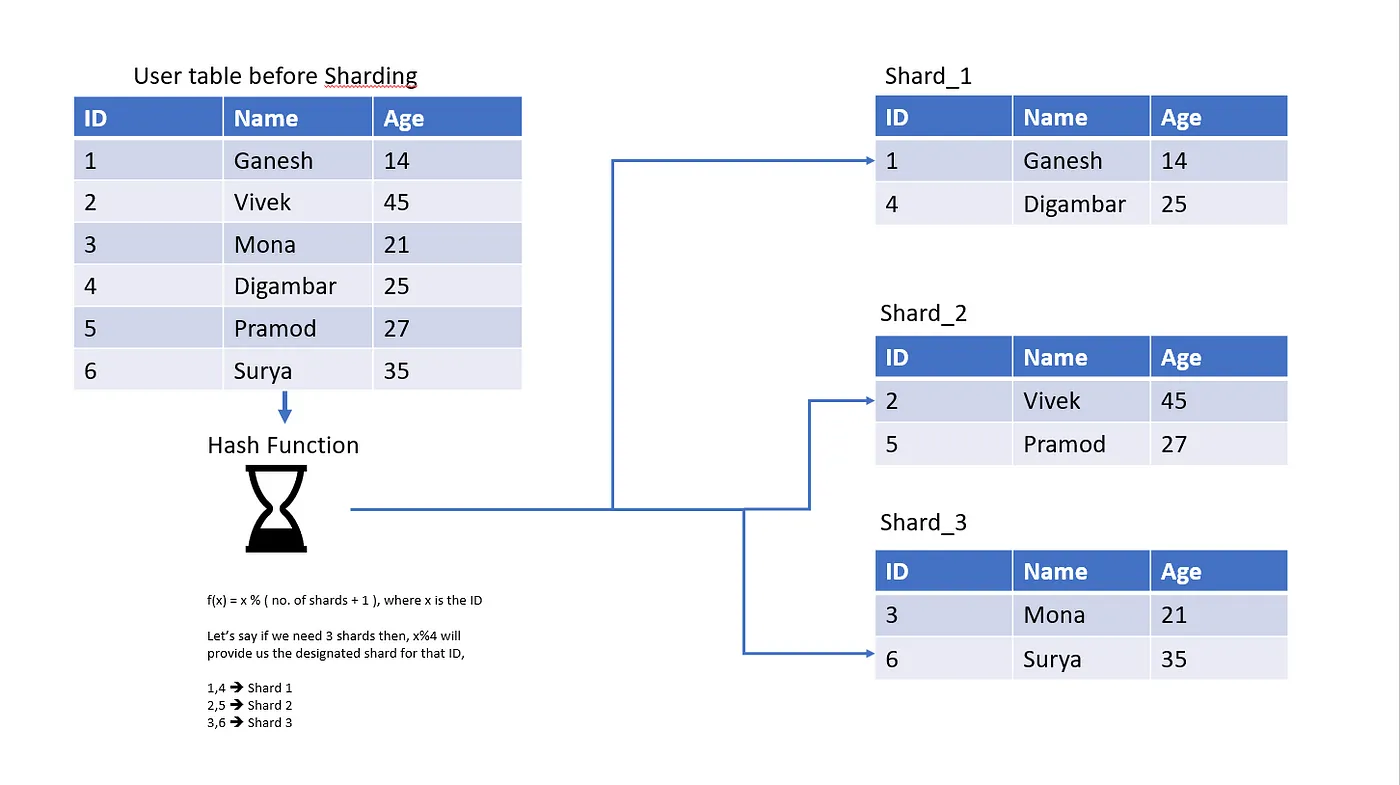 User table before Sharding
ID Name Age
1 Ganesh 14
2 Vivek 45
3 Mona 21
4 Digambar 25
5 Pramod 27
6 Surya 35
Hash Function
f(x) = x % ( no. of shards + 1 ), where x is the ID
Let's say if we need 3 shards then, x%4 will
provide us the designated shard for that ID,
1,4 ➔ Shard 1
2,5 ➔ Shard 2
3,6 ➔ Shard 3
Shard_1
ID Name Age
1 Ganesh 14
4 Digambar 25
Shard_2
ID Name Age
2 Vivek 45
5 Pramod 27
Shard_3
ID Name Age
3 Mona 21
6 Surya 35